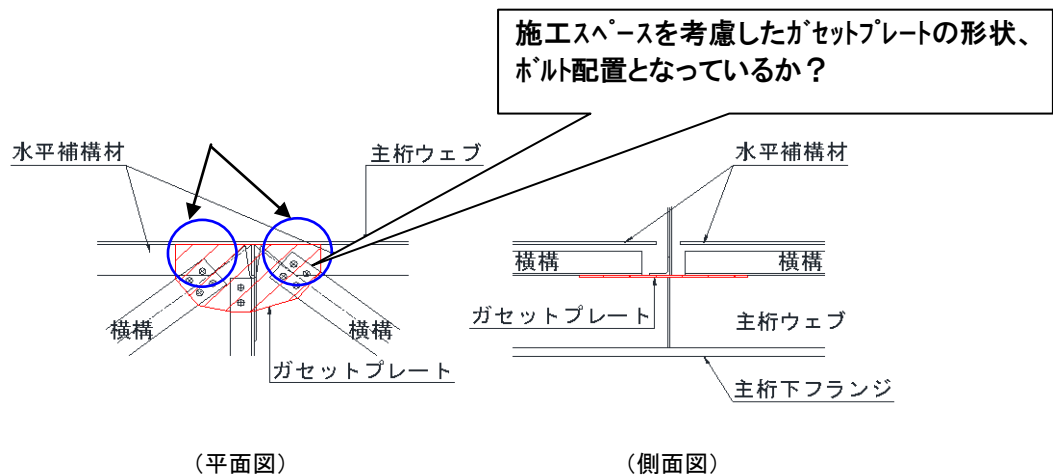 施工ｽﾍﾟｰｽを考慮したｶﾞｾｯﾄﾌﾟﾚｰﾄの形状、
ﾎﾞﾙﾄ配置となっているか？
水平補構材
主桁ウェブ
水平補構材
横構
横構
横構
横構
ガセットプレート
主桁ウェブ
ガセットプレート
主桁下フランジ
（平面図）
（側面図）